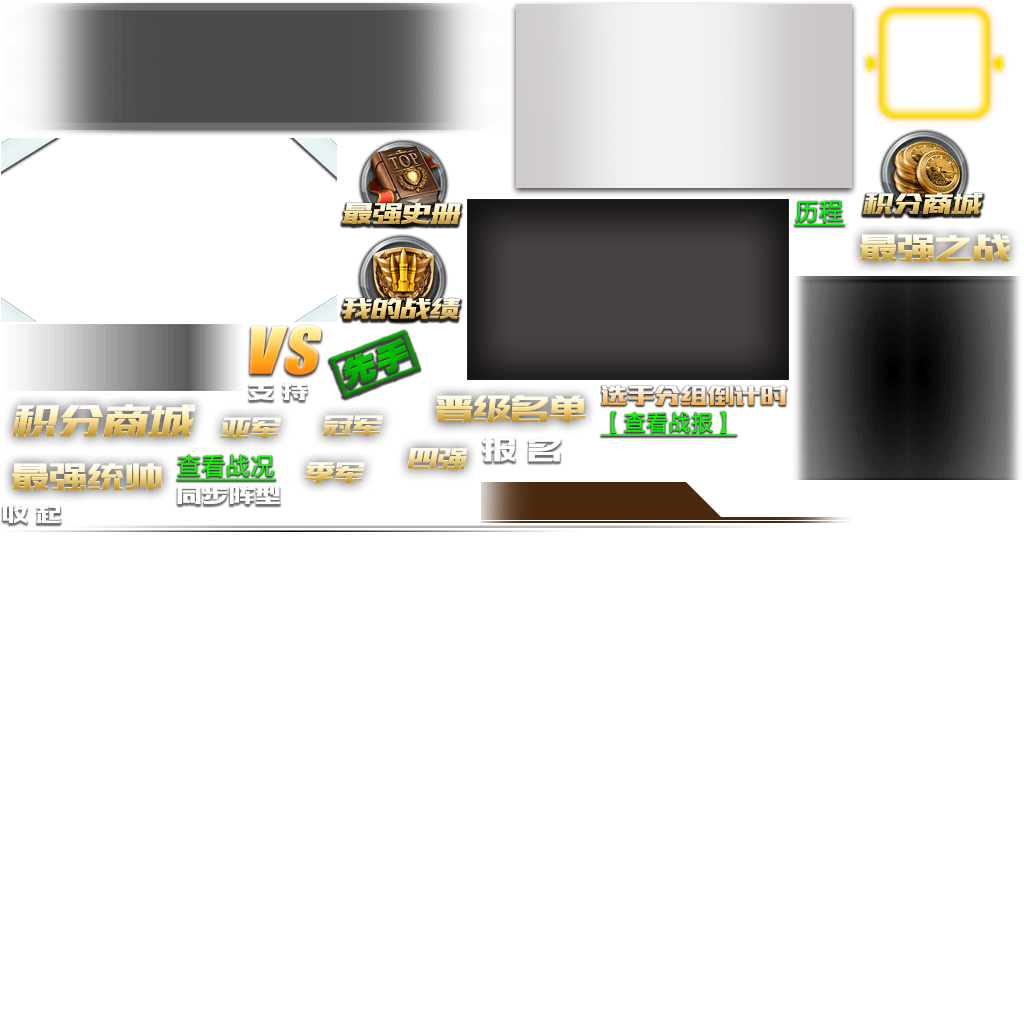 TOP
最强史册
历程
积分商城
最强之战
我的战绩
VS
先手
支持
选手分组倒计时
晋级名单
积分商城
亚军
冠军
【查看战报】
报名
四强
查看战况
季军
最强统帅
同步阵型
收起